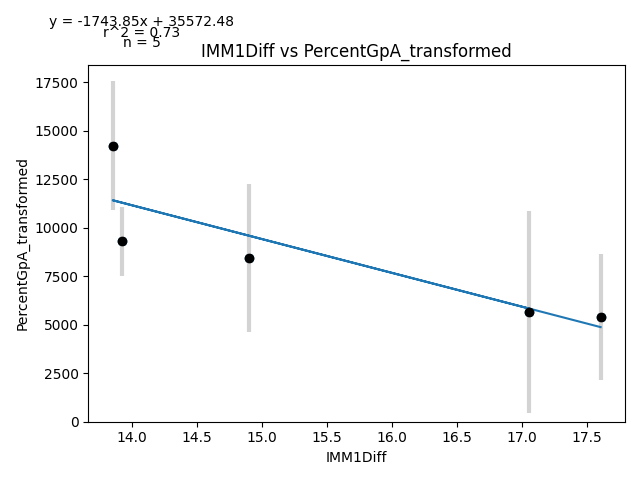 y = -1743.85x + 35572.48
r^2 = 0.73
n = 5
IMM1Diff vs PercentGpA_transformed
PercentGpA_transformed
17500
15000
12500
10000
7500
5000
2500
0
14.0 14.5 15.0 15.5 16.0 16.5 17.0 17.5
IMM1Diff